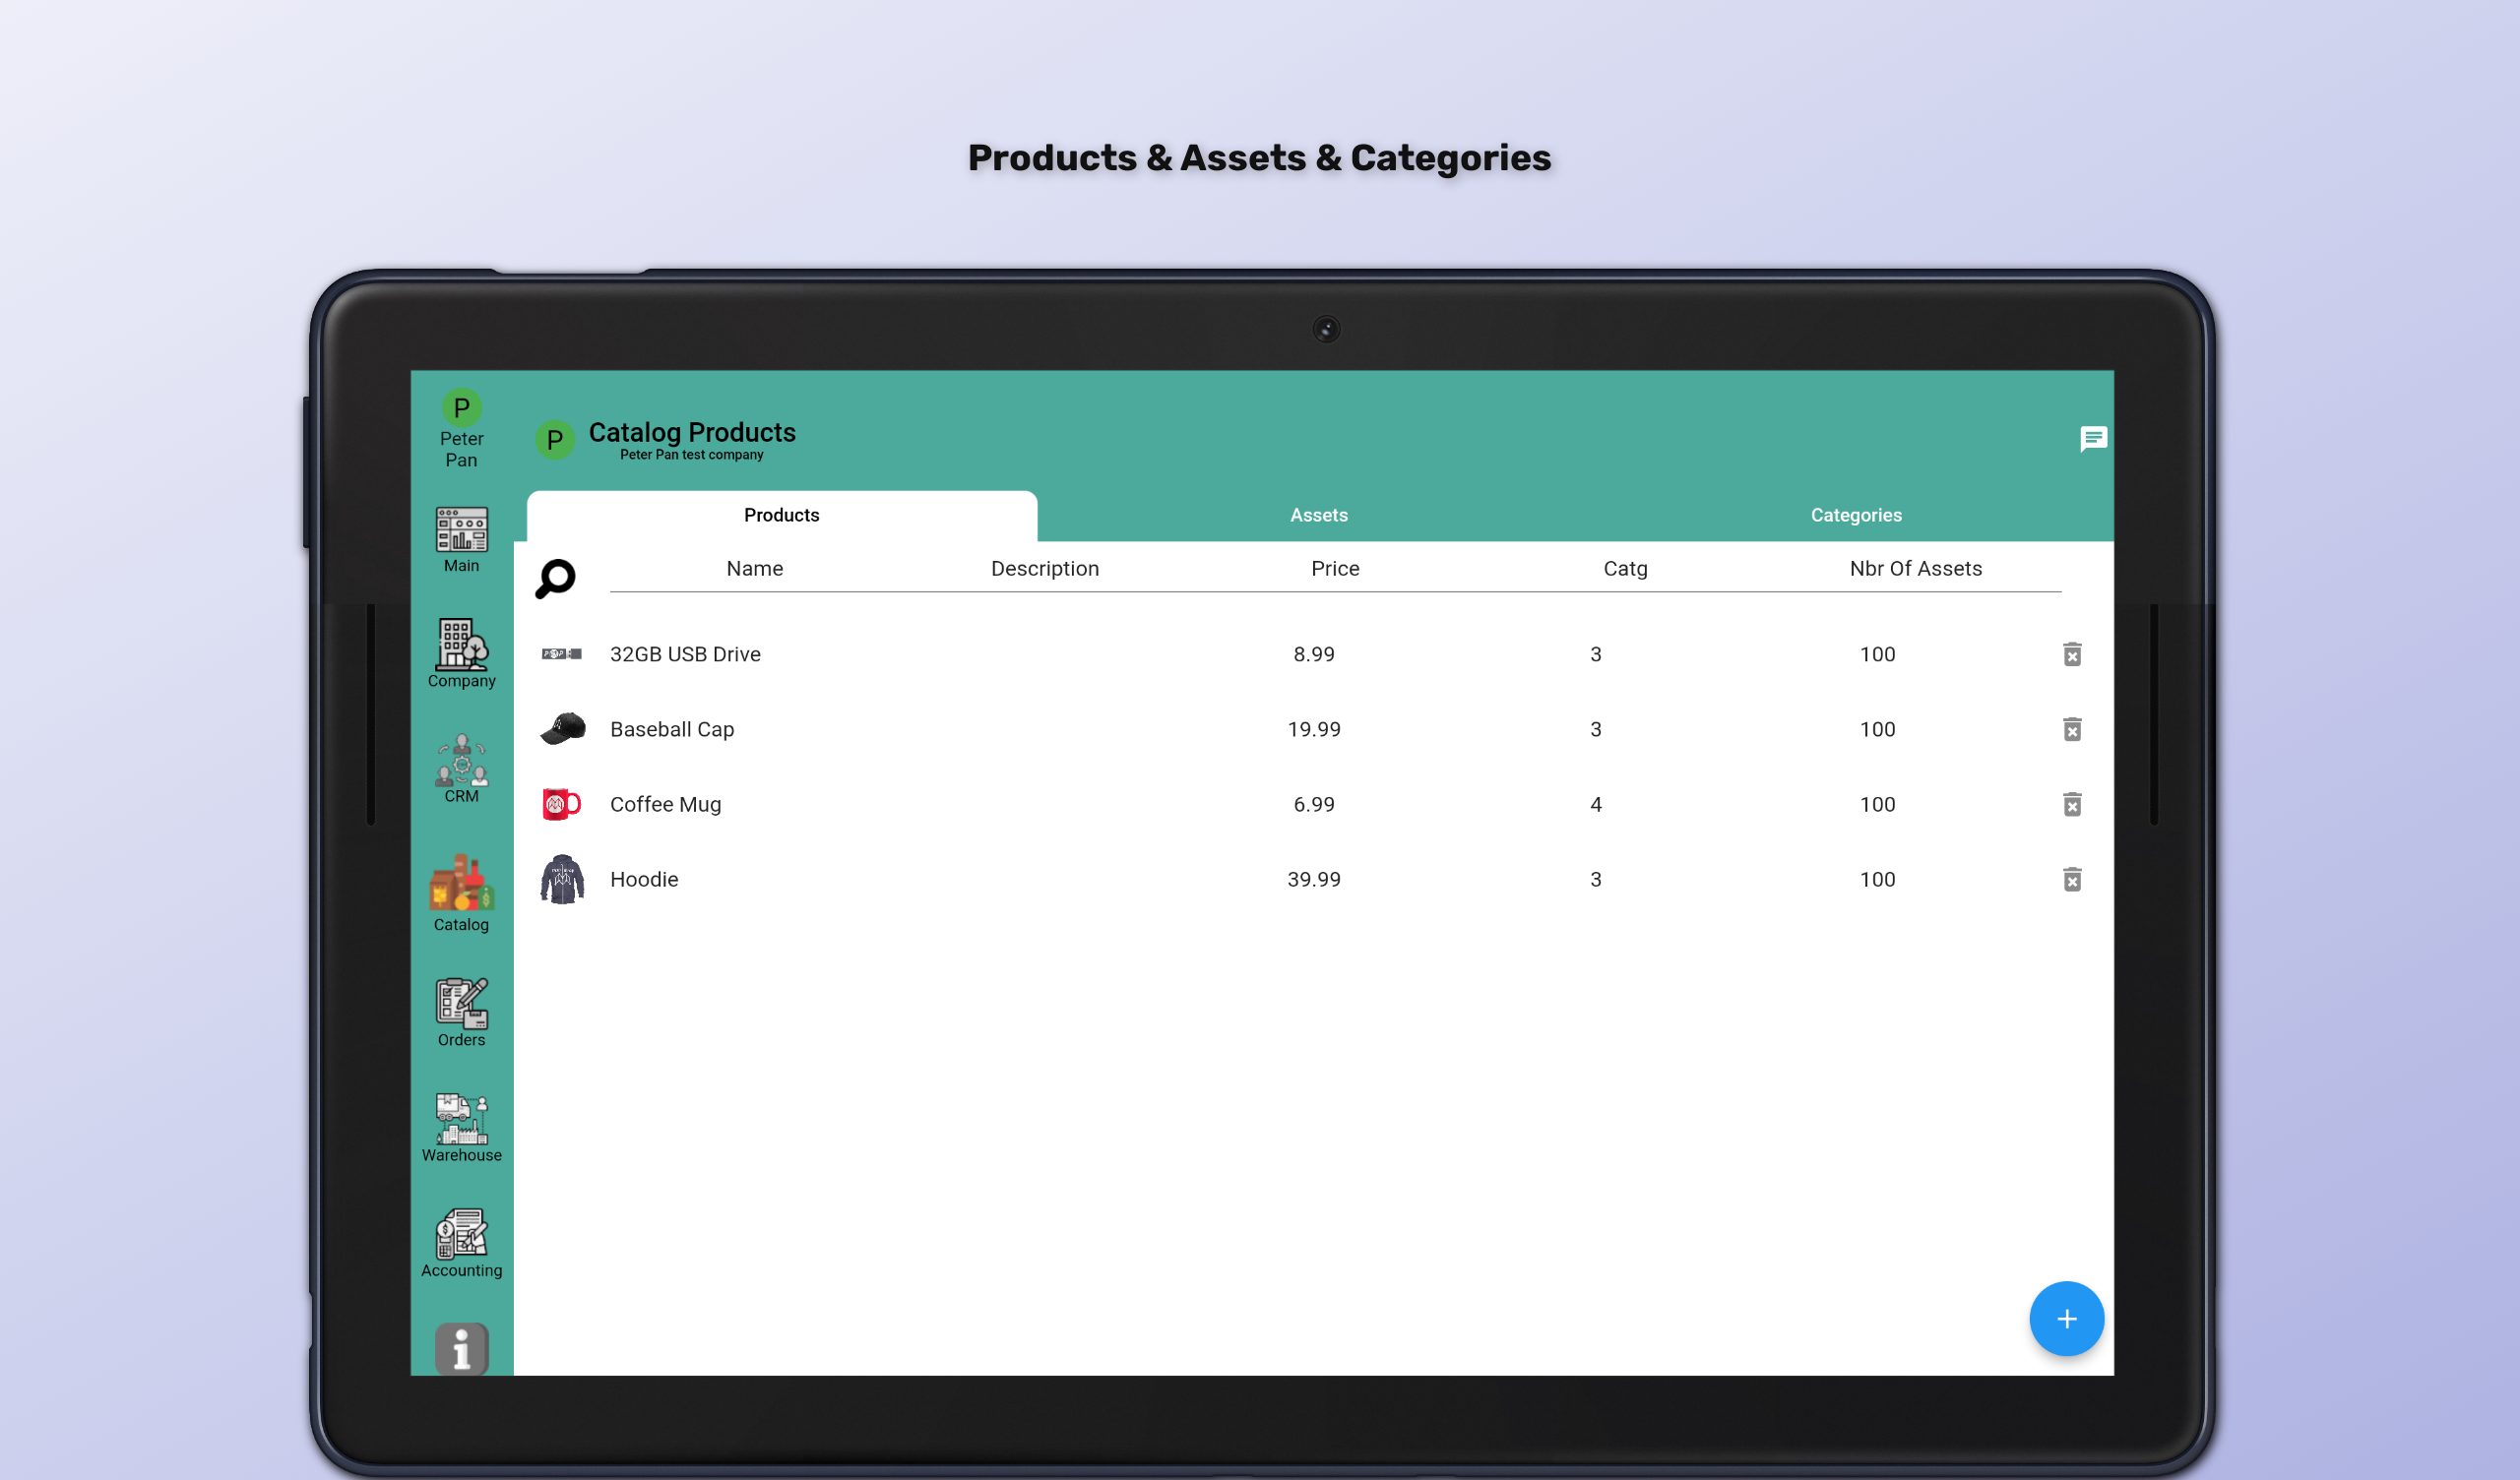 Products & Assets & Categories
P
Peter
Pan
P
Catalog Products
Peter Pan test company
Main
Company
CRM
Catalog
Orders
Warehouse
Accounting
Products
Assets
Categories
Name Description Price Catg Nbr Of Assets
32GB USB Drive 8.99 3 100
Baseball Cap 19.99 3 100
Coffee Mug 6.99 4 100
Hoodie 39.99 3 100
+